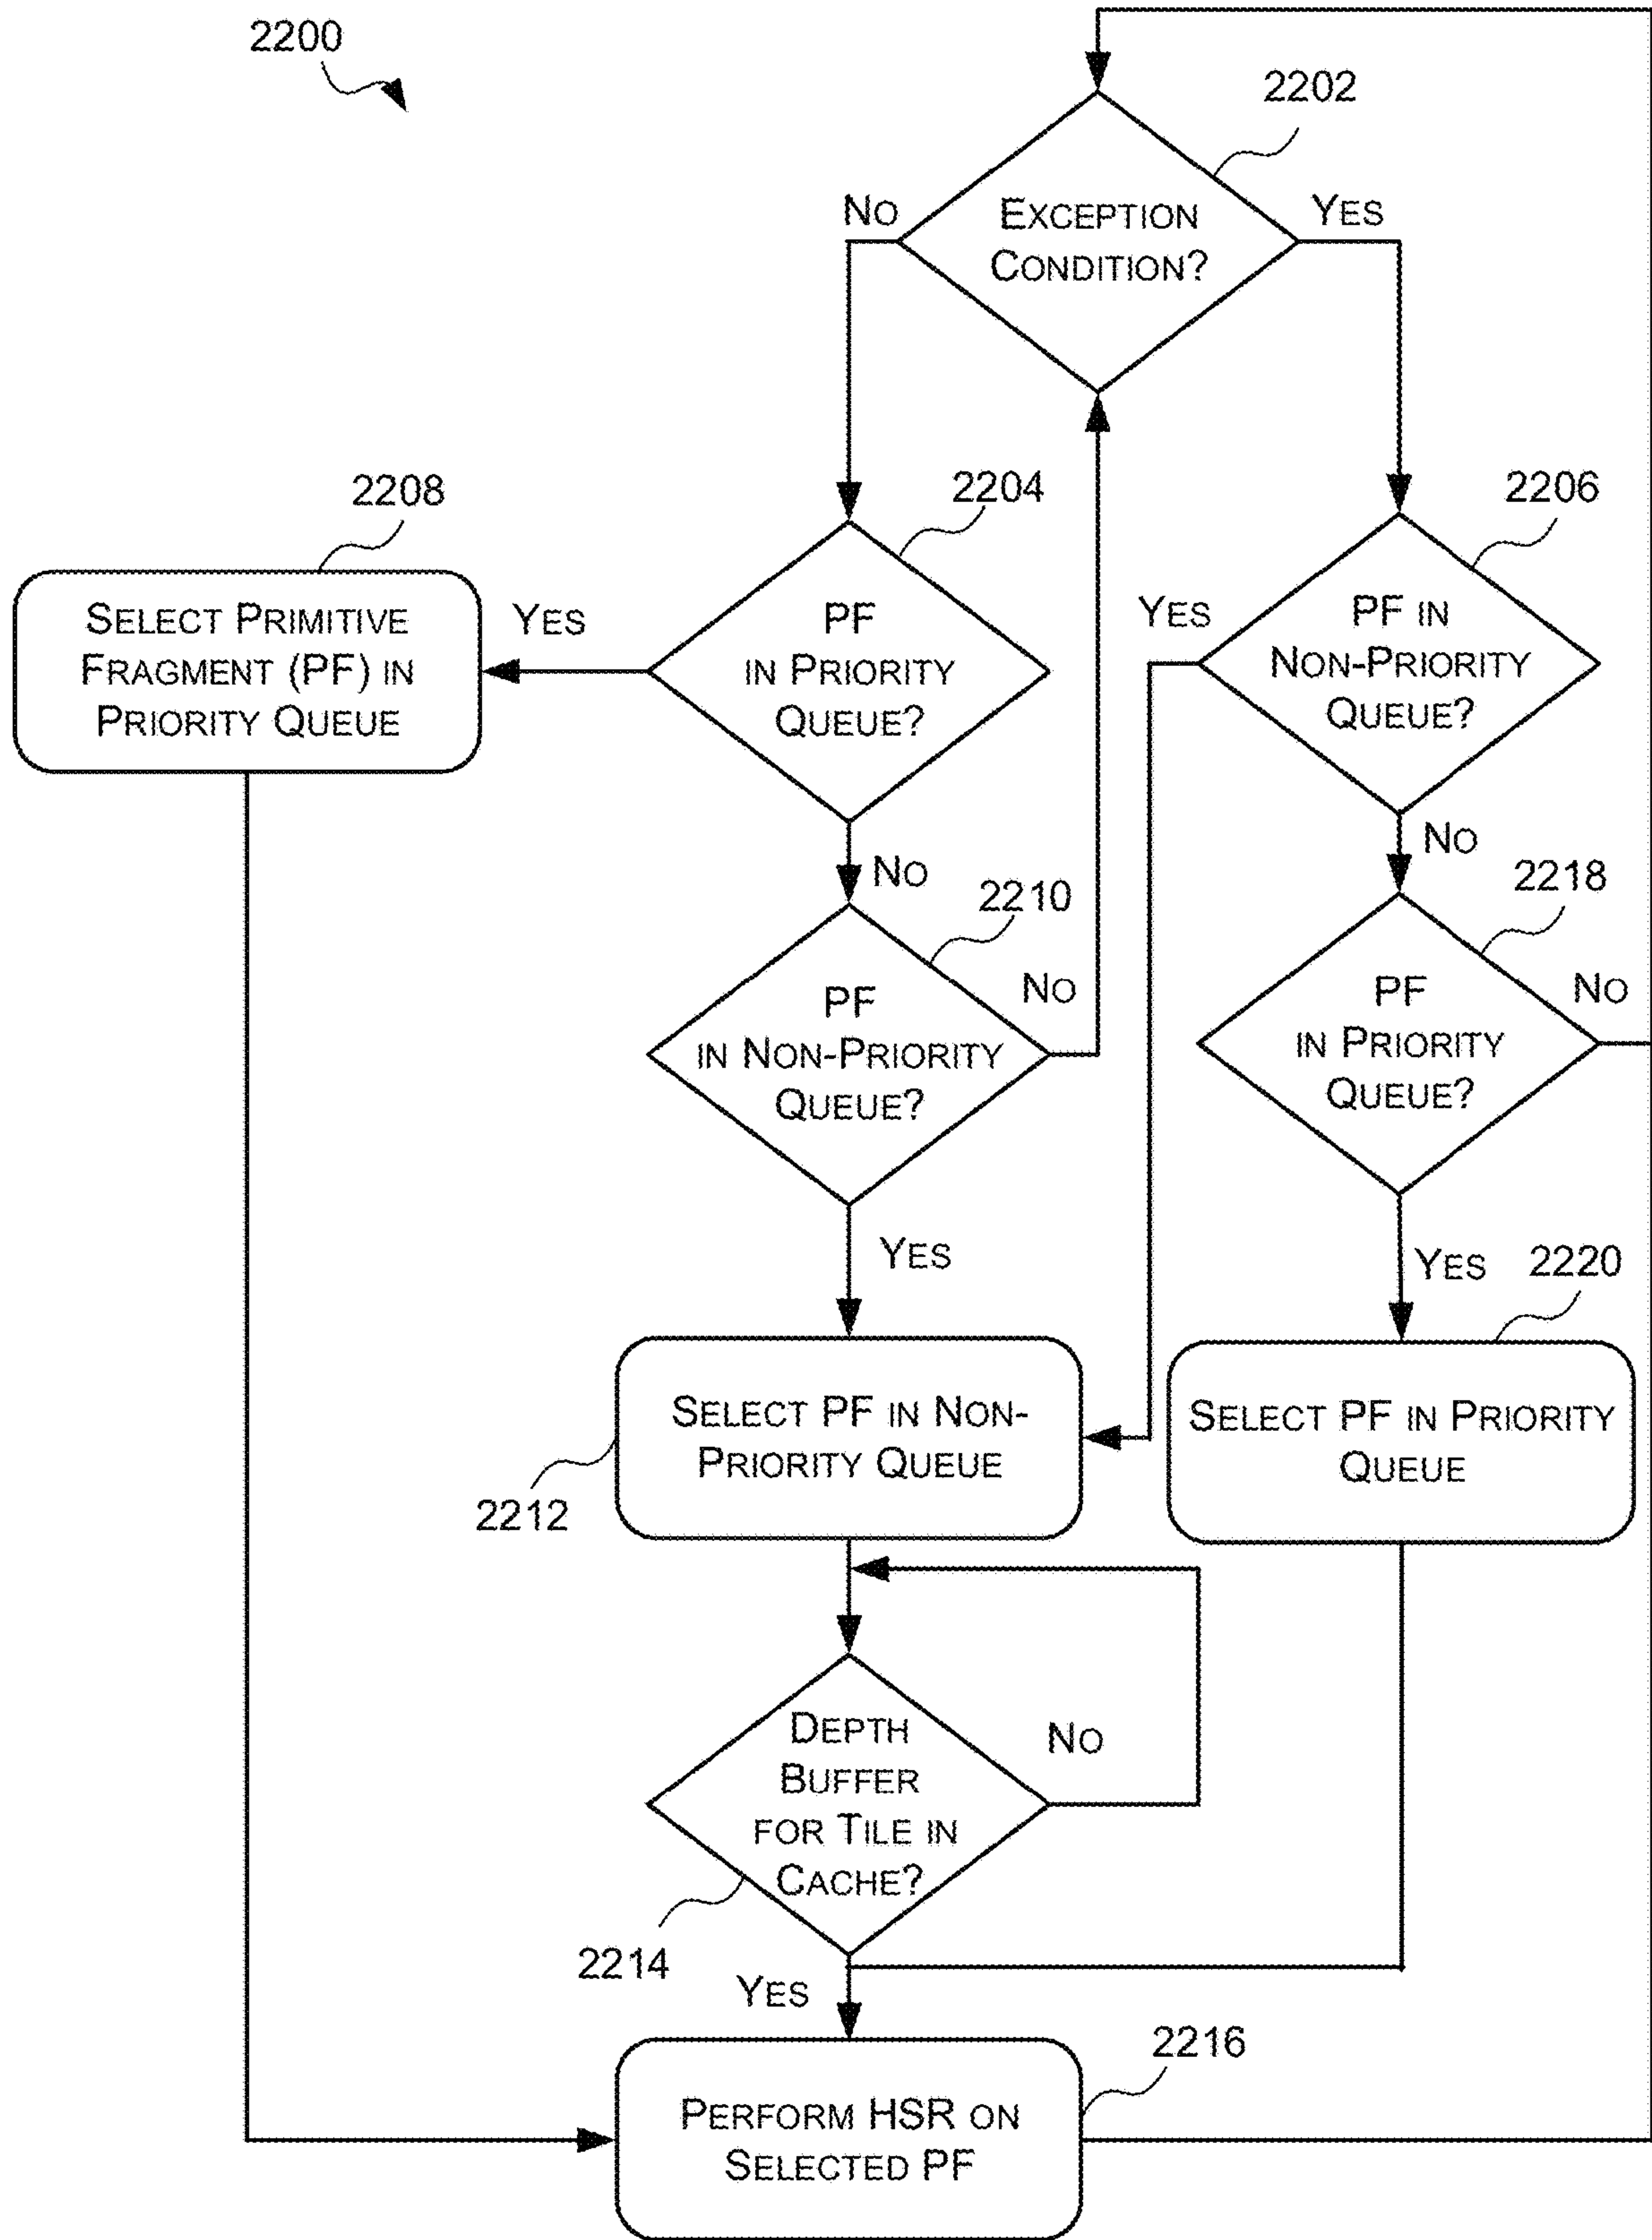 2200
2202
No
Exception
Condition?
Yes
2208
2204
2206
Select Primitive
Fragment (PF) in
Priority Queue
Yes
PF
in Priority
Queue?
Yes
PF in
Non-Priority
Queue?
No
No
2210
2218
PF
in Non-Priority
Queue?
No
PF
in Priority
Queue?
No
Yes
Yes
2220
Select PF in Non-
Priority Queue
2212
Select PF in Priority
Queue
Depth
Buffer
for Tile in
Cache?
No
2214
Yes
2216
Perform HSR on
Selected PF